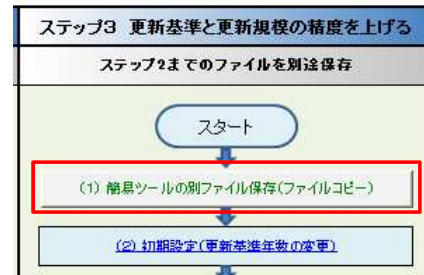 ステップ3 更新基準と更新規模の精度を上げる
ステップ2までのファイルを別途保存
スタート
(1) 簡易ツールの別ファイル保存(ファイルコピー)
(2) 初期設定(更新基準年数の変更)